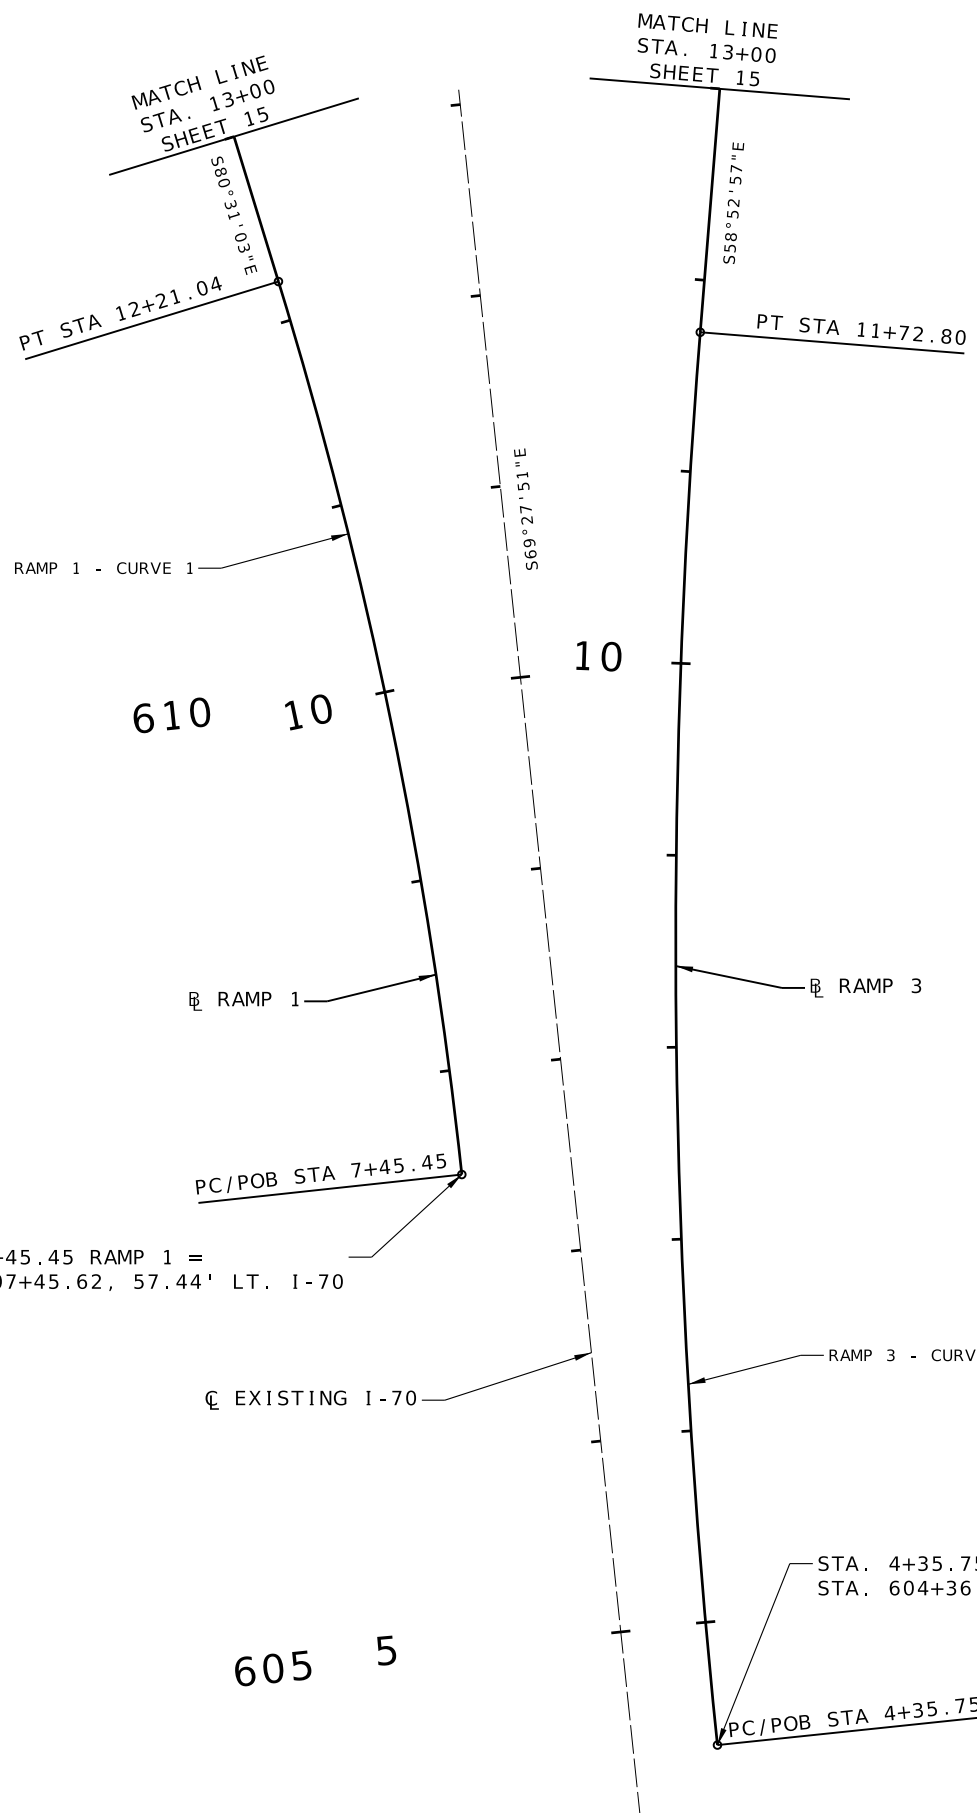 MATCH LINE
STA. 13+00
SHEET 15
MATCH LINE
STA. 13+00
SHEET 15
S80°31'03"E
S58°52'57"E
PT STA 12+21.04
PT STA 11+72.80
S69°27'51"E
RAMP 1 - CURVE 1
10
610 10
℄ RAMP 1
℄ RAMP 3
PC/POB STA 7+45.45
+45.45 RAMP 1 =
07+45.62, 57.44' LT. I-70
RAMP 3 - CURV
℄ EXISTING I-70
STA. 4+35.75
STA. 604+36
605 5
PC/POB STA 4+35.75